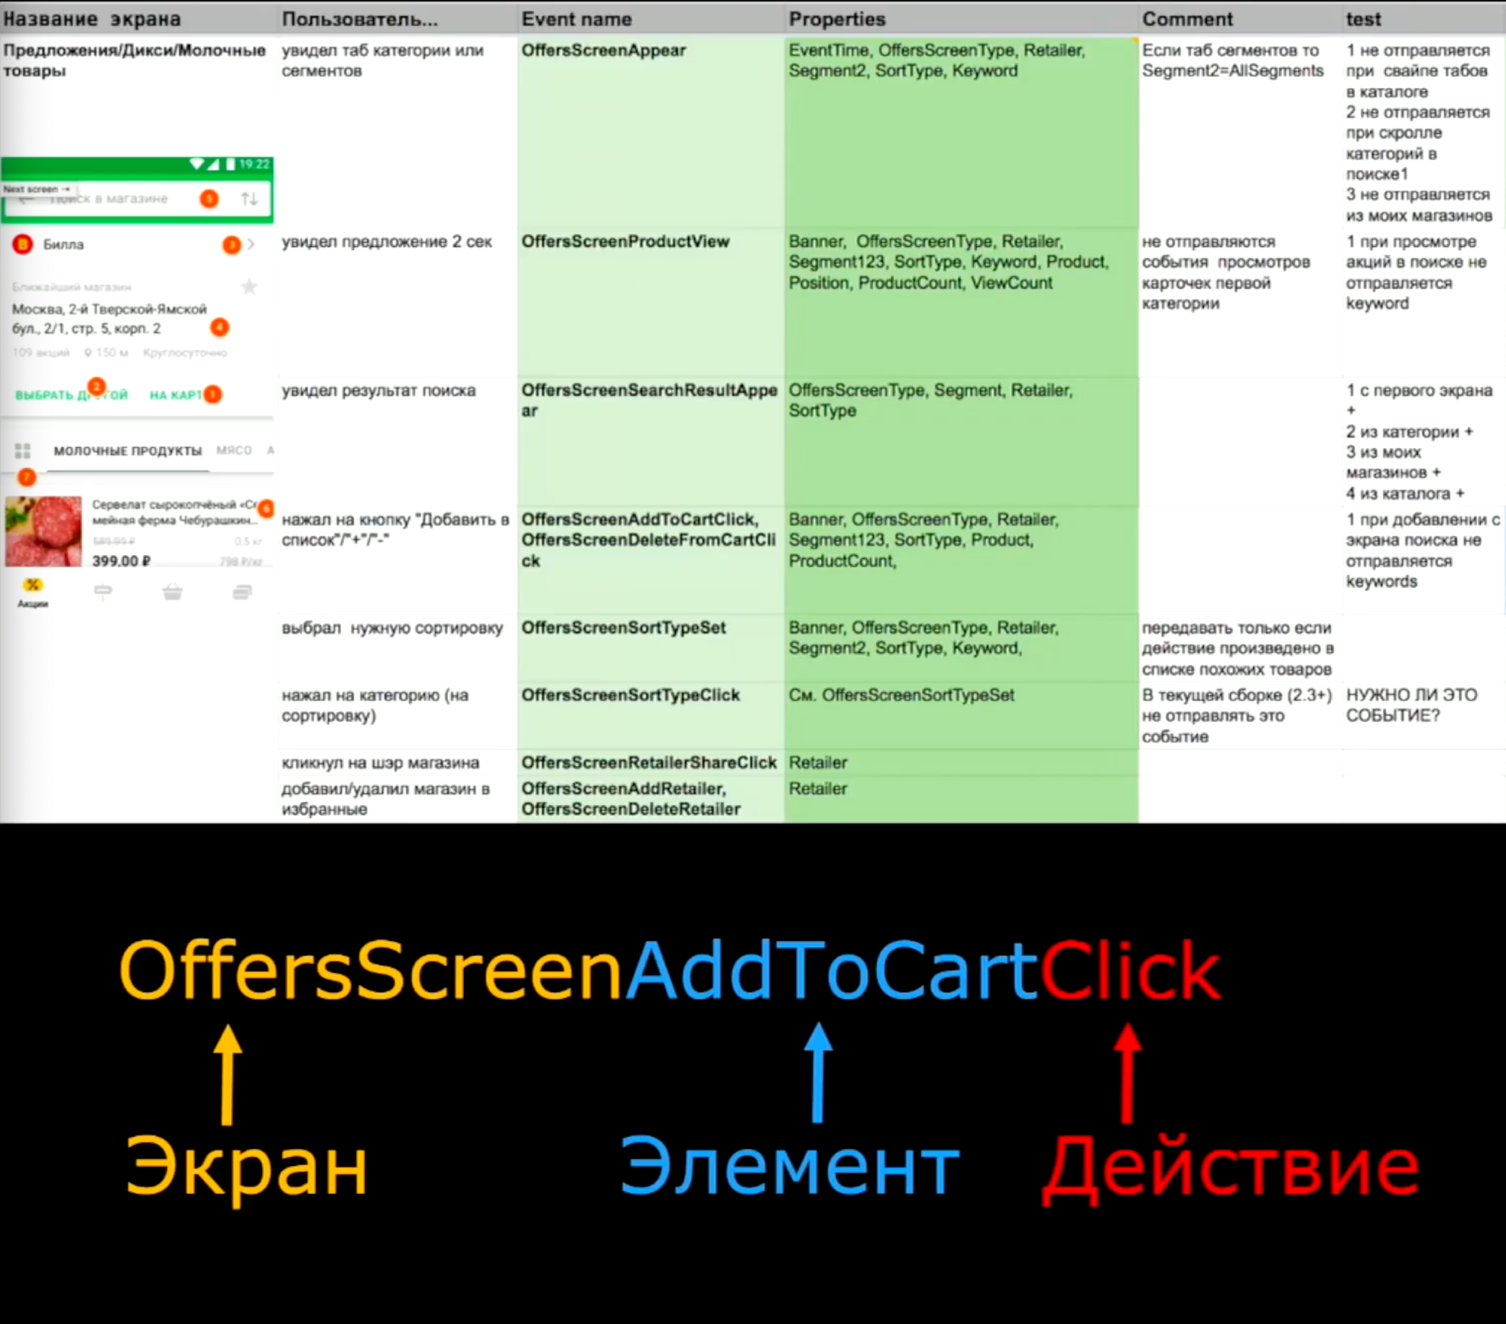 Название экрана
Пользователь...
Event name
Properties
Comment
test
Предложения/Дикси/Молочные
товары
увидел таб категории или
сегментов
OffersScreenAppear
EventTime, OffersScreenType, Retailer,
Segment2, SortType, Keyword
Если таб сегментов то
Segment2=AllSegments
1 не отправляется
при свайпе табов
в каталоге
2 не отправляется
при скролле
категорий в
поиске1
3 не отправляется
из моих магазинов
19:22
Next screen →
Поиск в магазине
5
Билла
3
Ближайший магазин
Москва, 2-й Тверской-Ямской
бул., 2/1, стр. 5, корп. 2
4
109 акций
150 м
Круглосуточно
2
ВЫБРАТЬ ДРУГОЙ
НА КАРТ
1
МОЛОЧНЫЕ ПРОДУКТЫ
МЯСО
7
Сервелат сырокопчёный «Се
6
мейная ферма Чебурашкин...
589.99 ₽
0,5 кг
399.00 ₽
798 ₽/кг
%
Акции
увидел предложение 2 сек
OffersScreenProductView
Banner, OffersScreenType, Retailer,
Segment123, SortType, Keyword, Product,
Position, ProductCount, ViewCount
не отправляются
события просмотров
карточек первой
категории
1 при просмотре
акций в поиске не
отправляется
keyword
увидел результат поиска
OffersScreenSearchResultAppe
ar
OffersScreenType, Segment, Retailer,
SortType
1 с первого экрана
+
2 из категории +
3 из моих
магазинов +
4 из каталога +
нажал на кнопку "Добавить в
список"/"+"/"-"
OffersScreenAddToCartClick,
OffersScreenDeleteFromCartCli
ck
Banner, OffersScreenType, Retailer,
Segment123, SortType, Product,
ProductCount,
1 при добавлении с
экрана поиска не
отправляется
keywords
выбрал нужную сортировку
OffersScreenSortTypeSet
Banner, OffersScreenType, Retailer,
Segment2, SortType, Keyword,
передавать только если
действие произведено в
списке похожих товаров
нажал на категорию (на
сортировку)
OffersScreenSortTypeClick
См. OffersScreenSortTypeSet
В текущей сборке (2.3+)
не отправлять это
событие
НУЖНО ЛИ ЭТО
СОБЫТИЕ?
кликнул на шэр магазина
OffersScreenRetailerShareClick
Retailer
добавил/удалил магазин в
избранные
OffersScreenAddRetailer,
OffersScreenDeleteRetailer
Retailer
OffersScreenAddToCartClick
Экран
Элемент
Действие